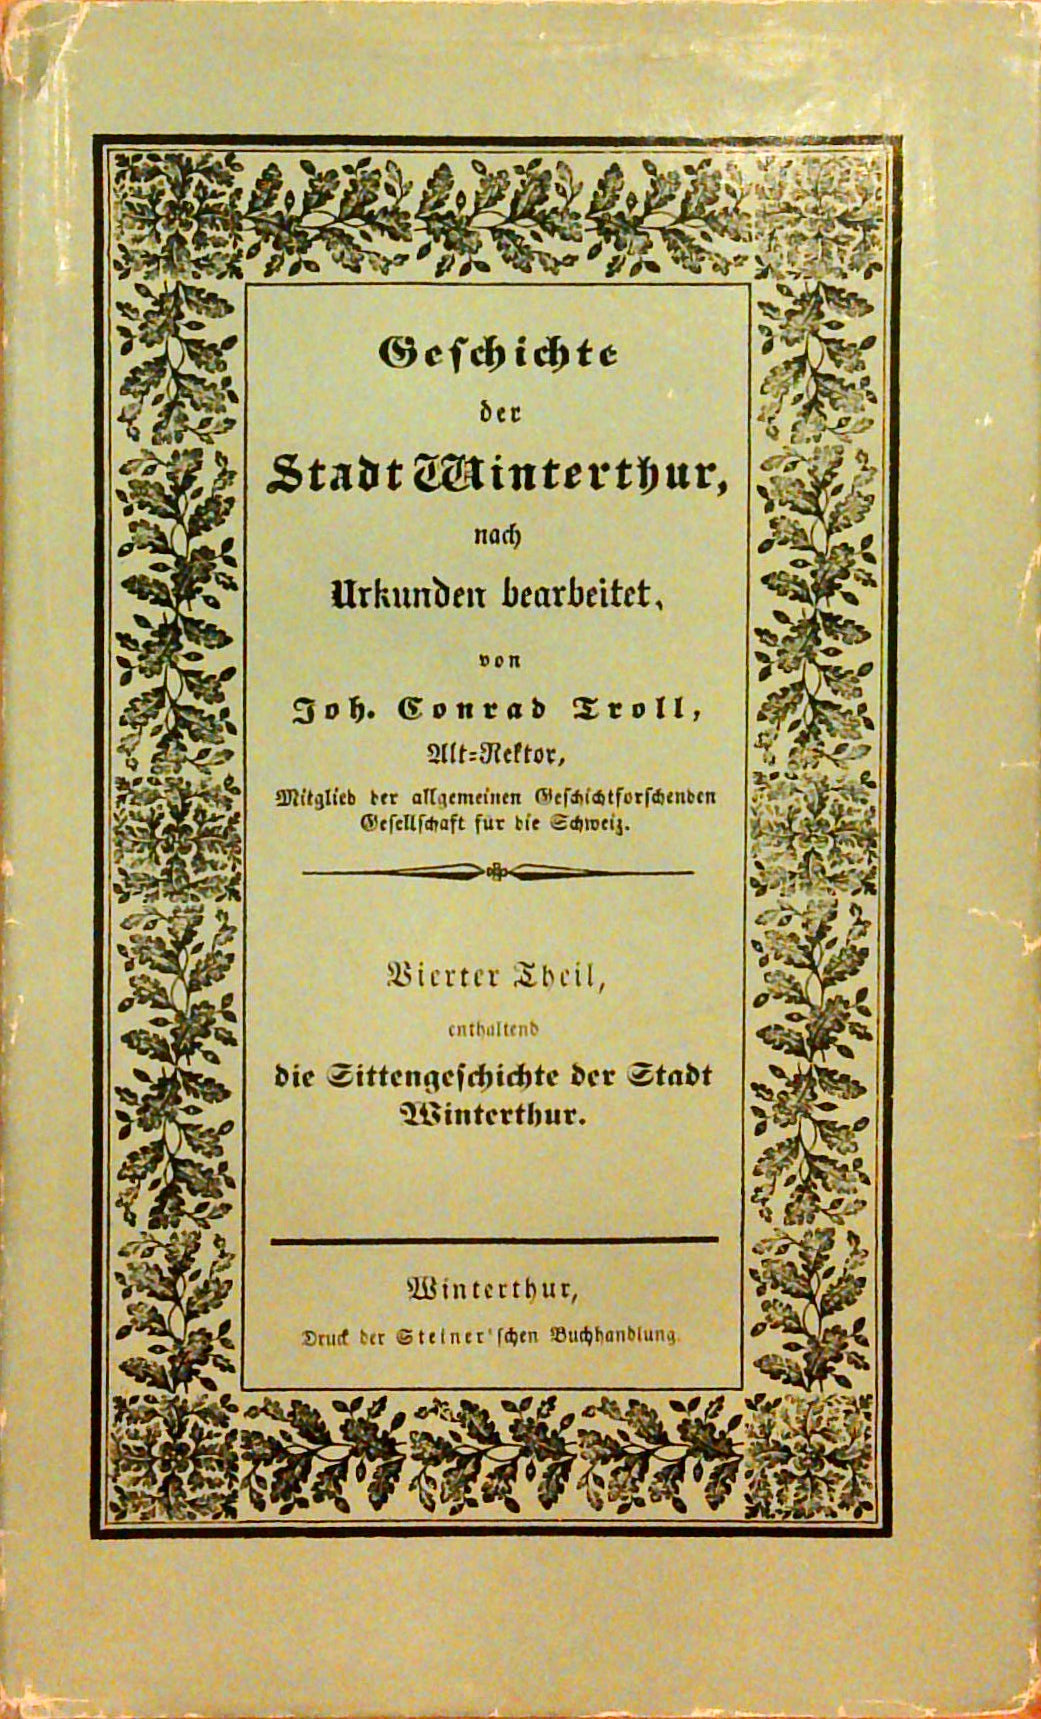 Geschichte
der
Stadt Winterthur,
nach
Urkunden bearbeitet,
von
Joh. Conrad Troll,
Alt=Rektor,
Mitglied der allgemeinen Geschichtforschenden
Gesellschaft für die Schweiz.
Vierter Theil,
enthaltend
die Sittengeschichte der Stadt
Winterthur.
Winterthur,
Druck der Steiner'schen Buchhandlung.